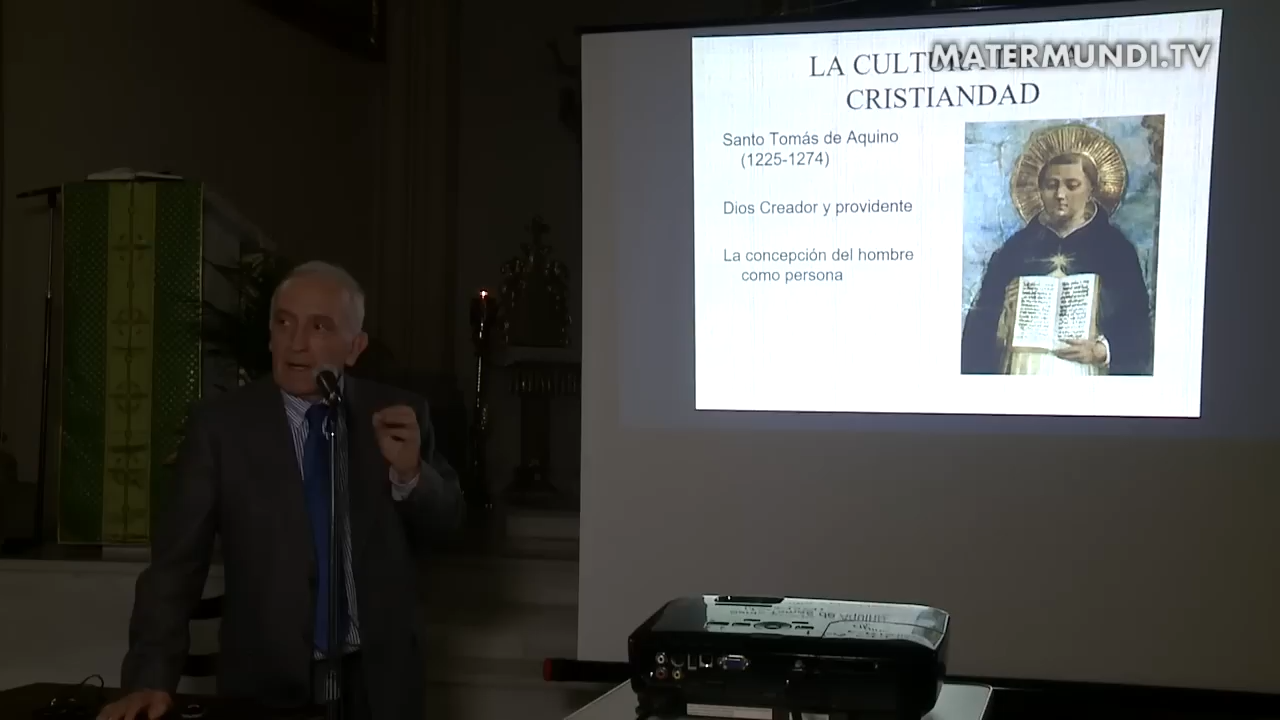 MATERMUNDI.TV
LA CULTURA
CRISTIANDAD
Santo Tomás de Aquino
(1225-1274)
Dios Creador y providente
La concepción del hombre
como persona